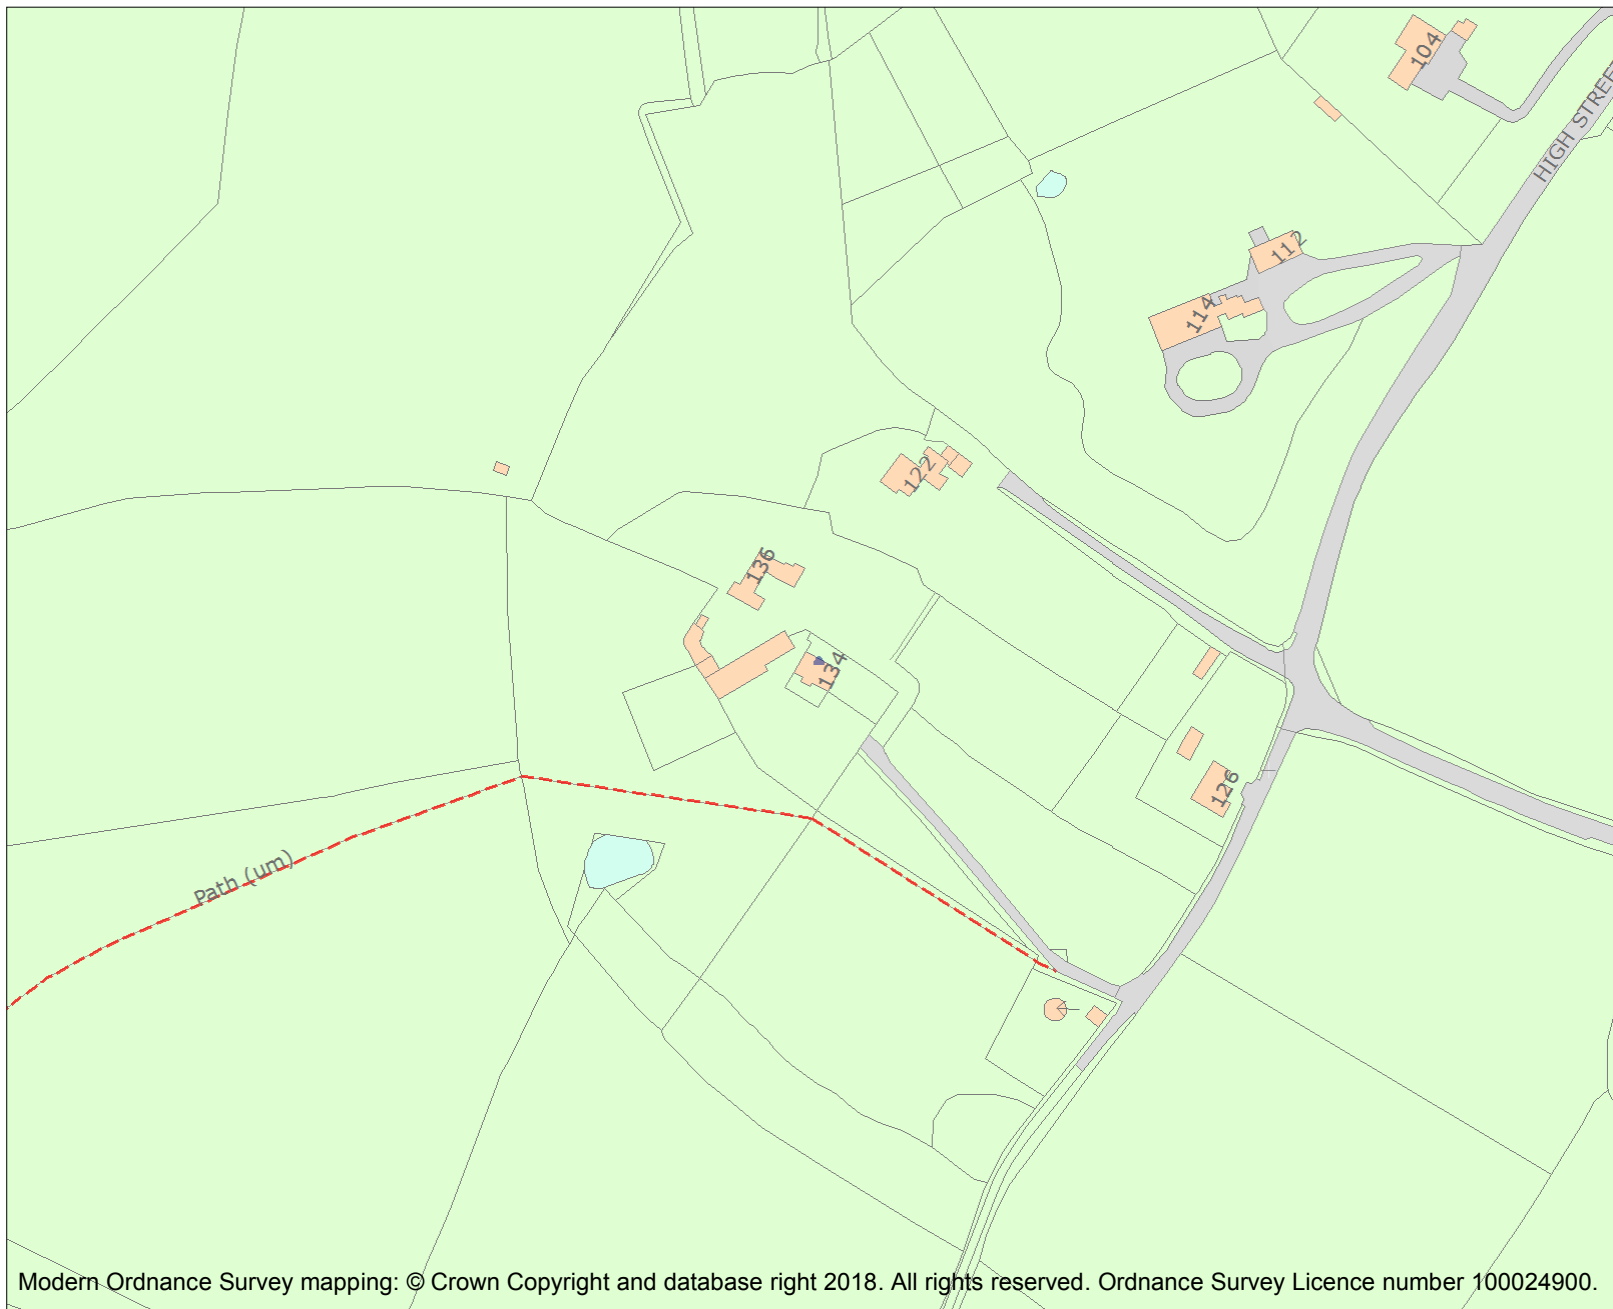 104
HIGH STREE
112
114
122
136
134
126
Path (um)
Modern Ordnance Survey mapping: © Crown Copyright and database right 2018. All rights reserved. Ordnance Survey Licence number 100024900.